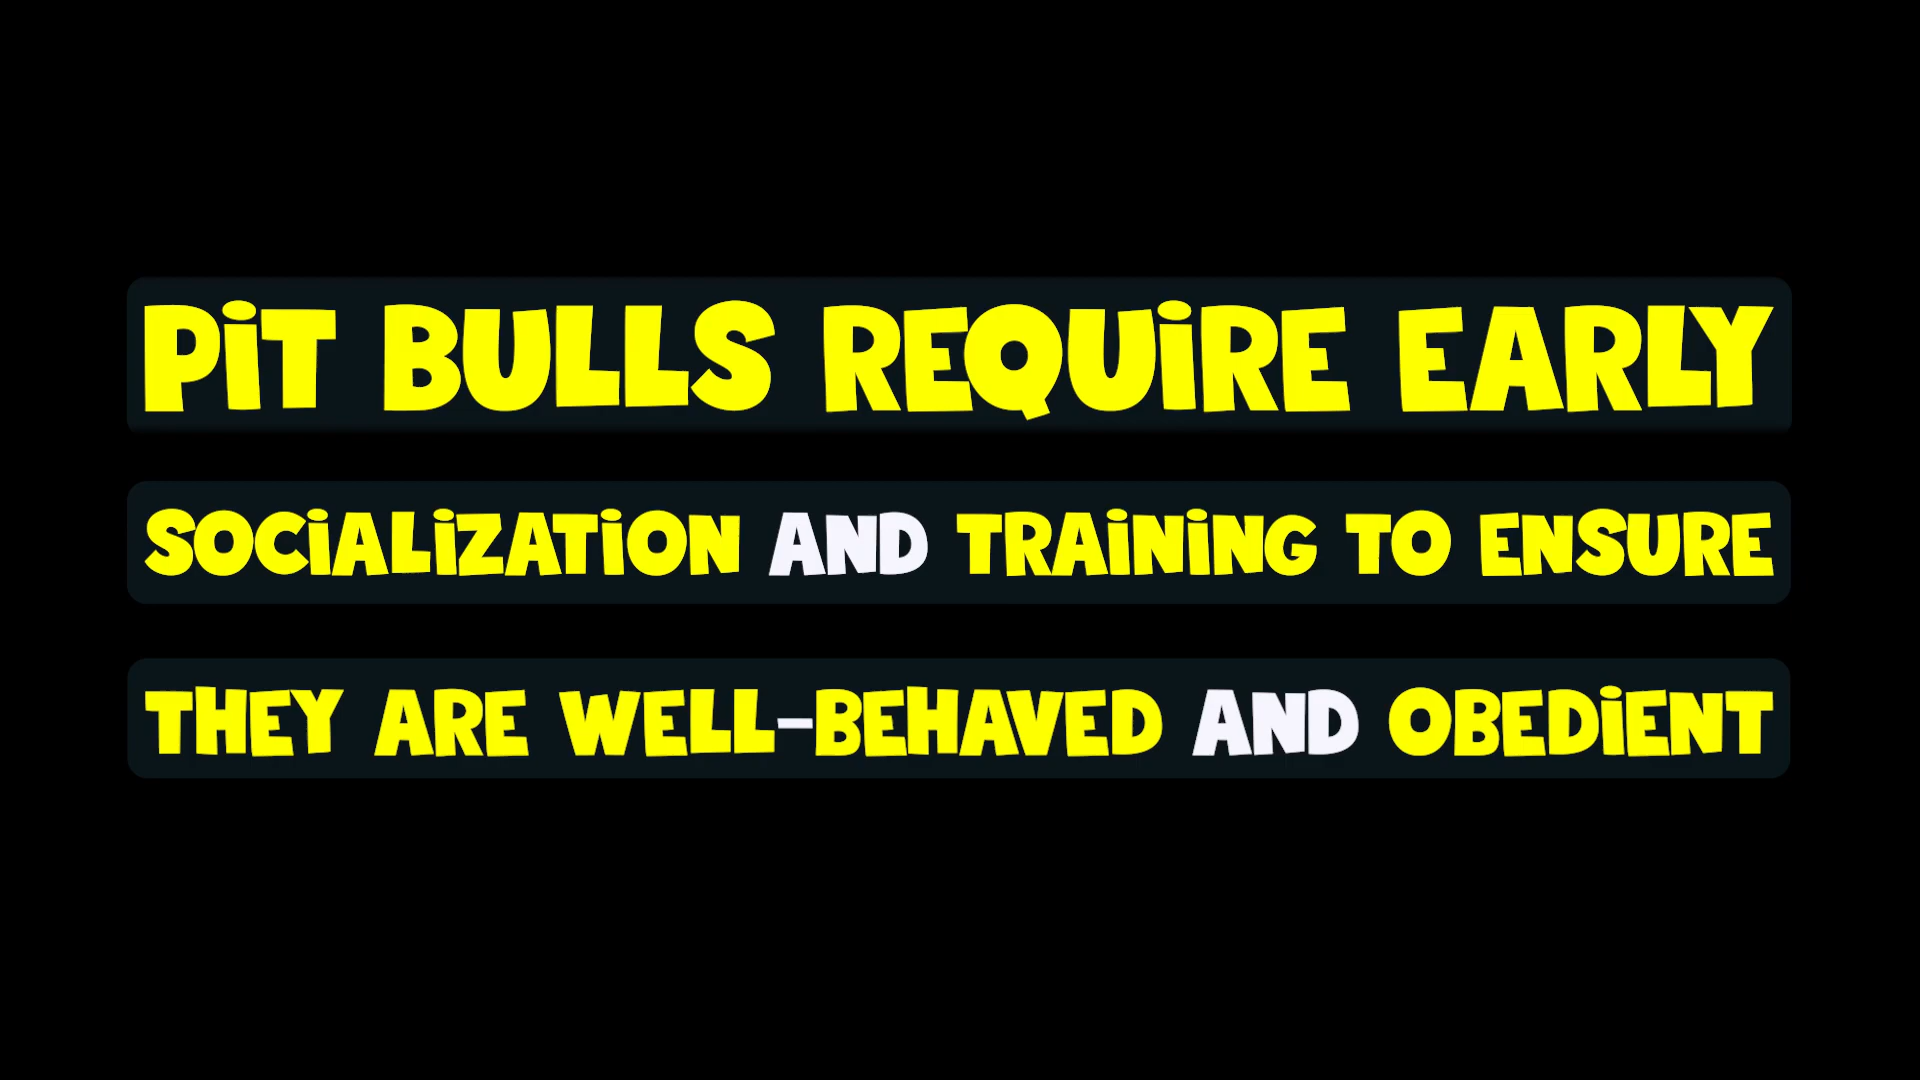 PiT BULLS REQUiRE EARLY
SOCiALiZATiON AND TRAiNiNG TO ENSURE
THEY ARE WELL-BEHAVED AND OBEDiENT